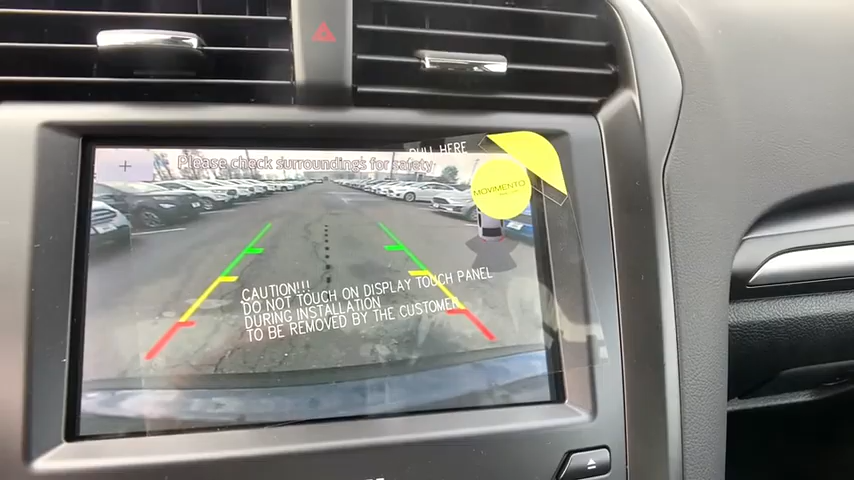 PULL HERE
Please check surroundings for safety
MOVIMENTO
CAUTION!!!
DO NOT TOUCH ON DISPLAY TOUCH PANEL
DURING INSTALLATION
TO BE REMOVED BY THE CUSTOMER